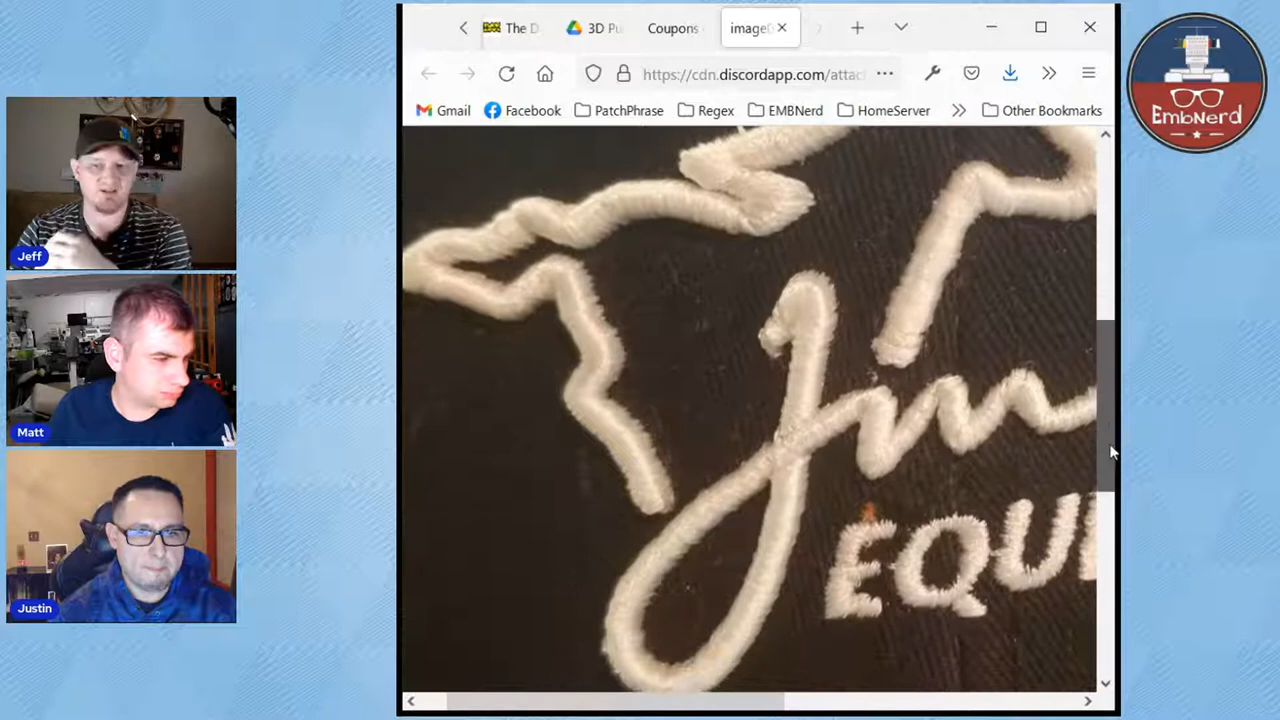 The D
3D Pu
Coupons
image
https://cdn.discordapp.com/attac
Gmail
Facebook
PatchPhrase
Regex
EMBNerd
HomeServer
Other Bookmarks
EmbNerd
Jeff
Matt
Justin
EQU